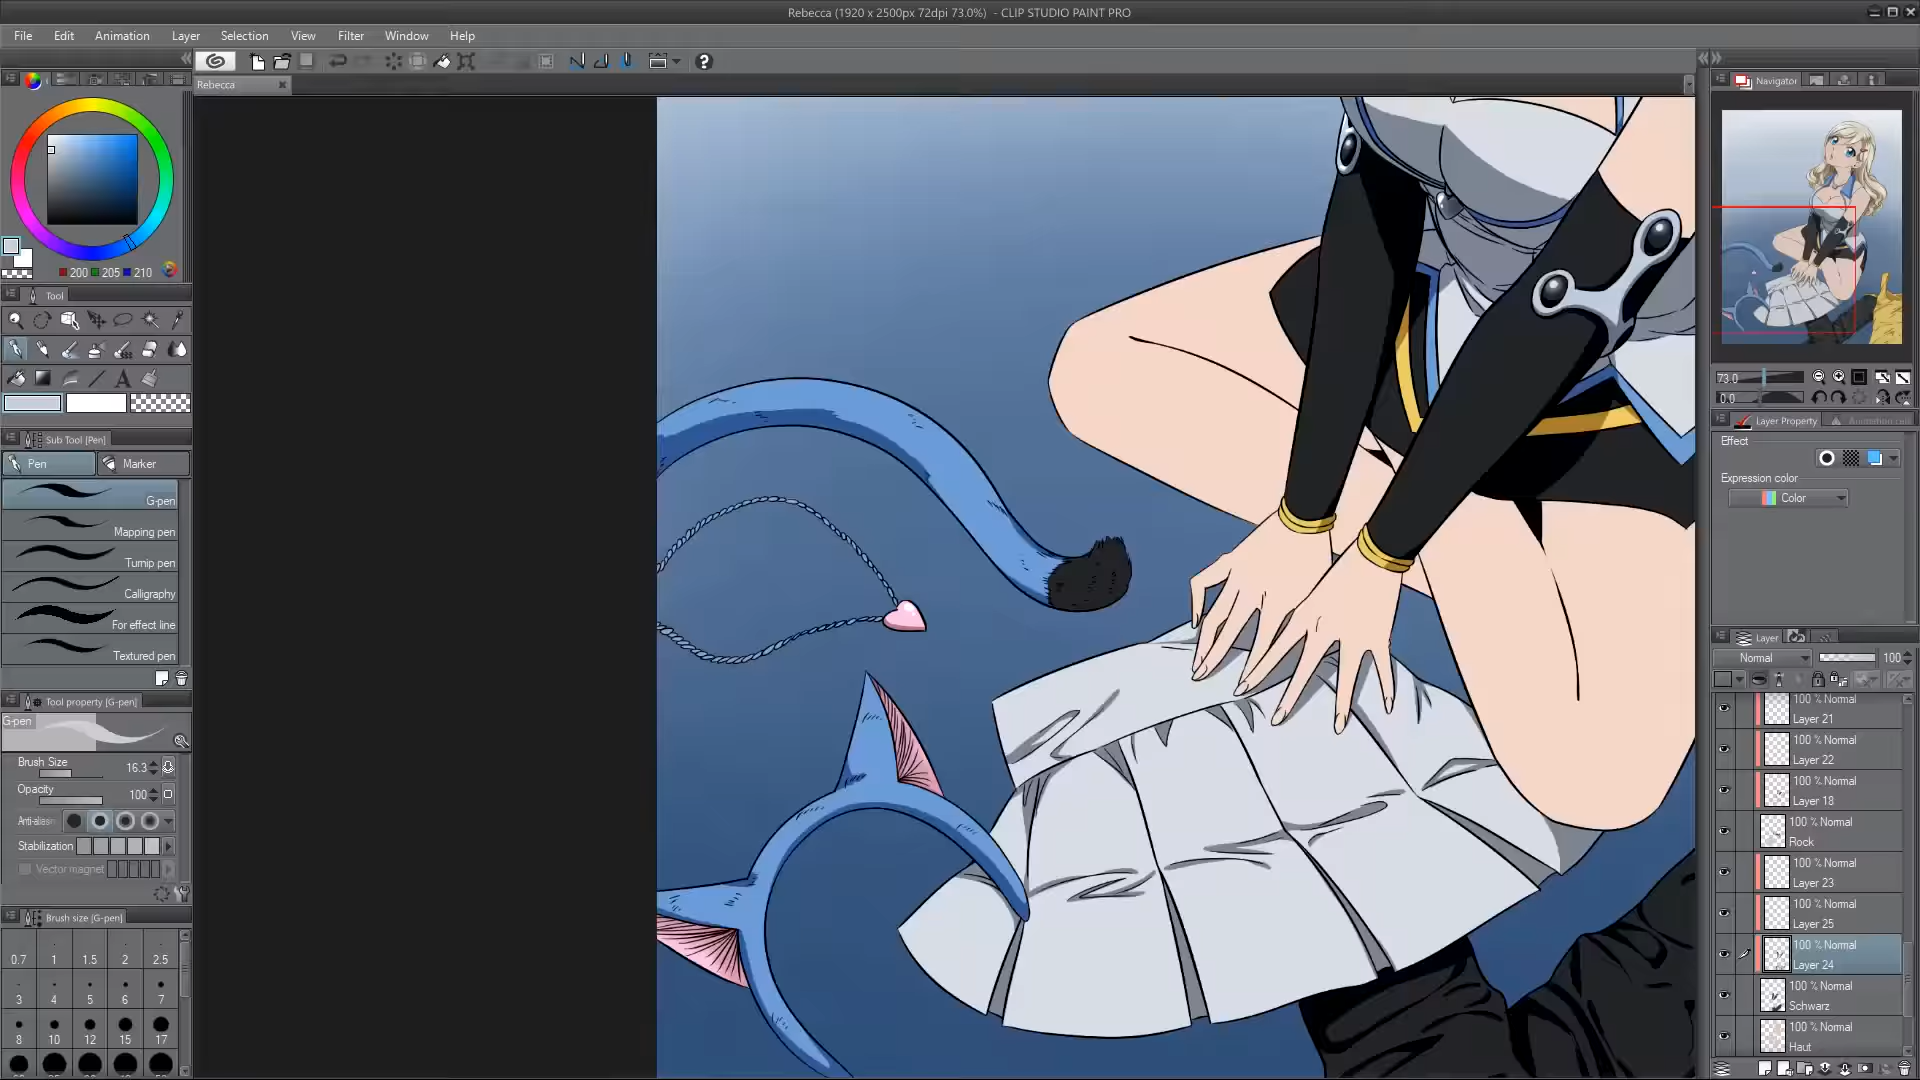 Rebecca (1920 x 2500px 72dpi 73.0%) - CLIP STUDIO PAINT PRO
File Edit Animation Layer Selection View Filter Window Help
Rebecca
200 205 210
Tool
Sub Tool [Pen]
Pen Marker
G-pen
Mapping pen
Turnip pen
Calligraphy
For effect line
Textured pen
Tool property [G-pen]
G-pen
Brush Size 16.3
Opacity 100
Stabilization
Vector magnet
Brush size [G-pen]
0.7 1 1.5 2 2.5
3 4 5 6 7
8 10 12 15 17
Navigator
73.0
0.0
Layer Property
Effect
Expression color
Color
Layer
Normal 100
100 % Normal
Layer 21
100 % Normal
Layer 22
100 % Normal
Layer 18
100 % Normal
Rock
100 % Normal
Layer 23
100 % Normal
Layer 25
100 % Normal
Layer 24
100 % Normal
Schwarz
100 % Normal
Haut